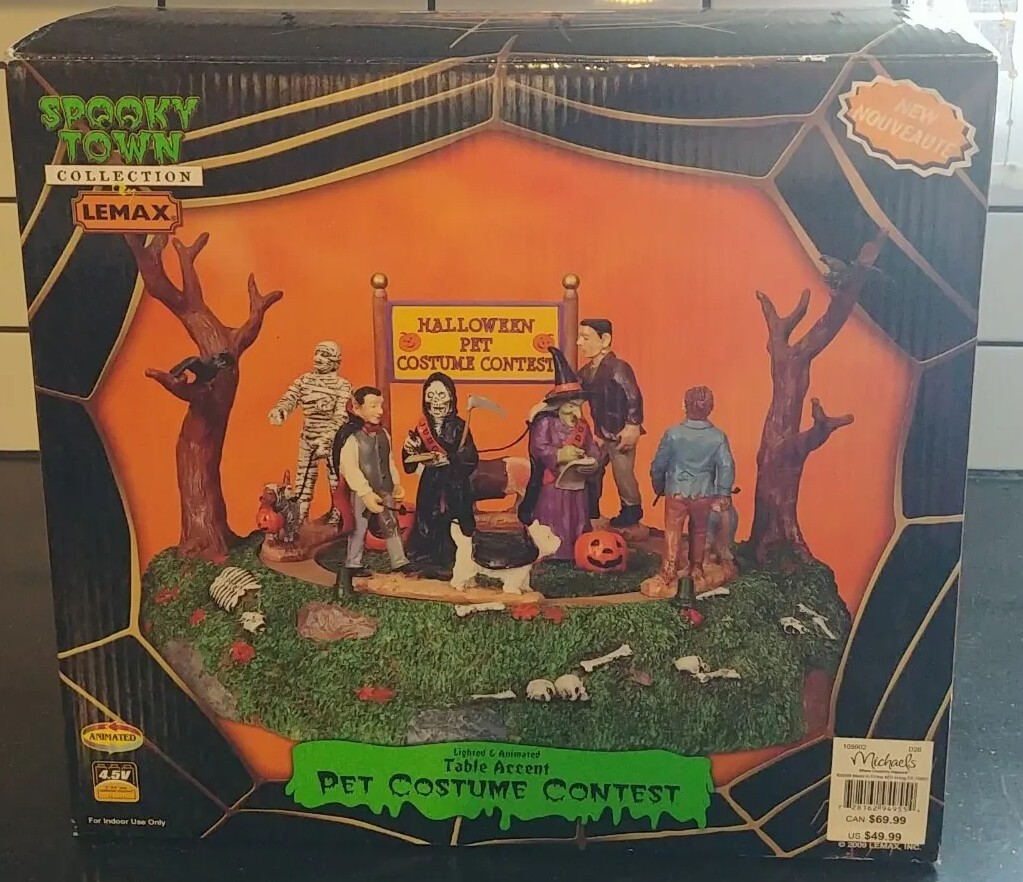 SPOOKY
TOWN
COLLECTION
LEMAX
NEW
NOUVEAUTÉ
HALLOWEEN
PET
COSTUME CONTEST
JUDGE
ANIMATED
4.5V
For Indoor Use Only
Lighted & Animated
Table Accent
PET COSTUME CONTEST
Michaels
CAN $69.99
US $49.99
© 2009 LEMAX, INC.